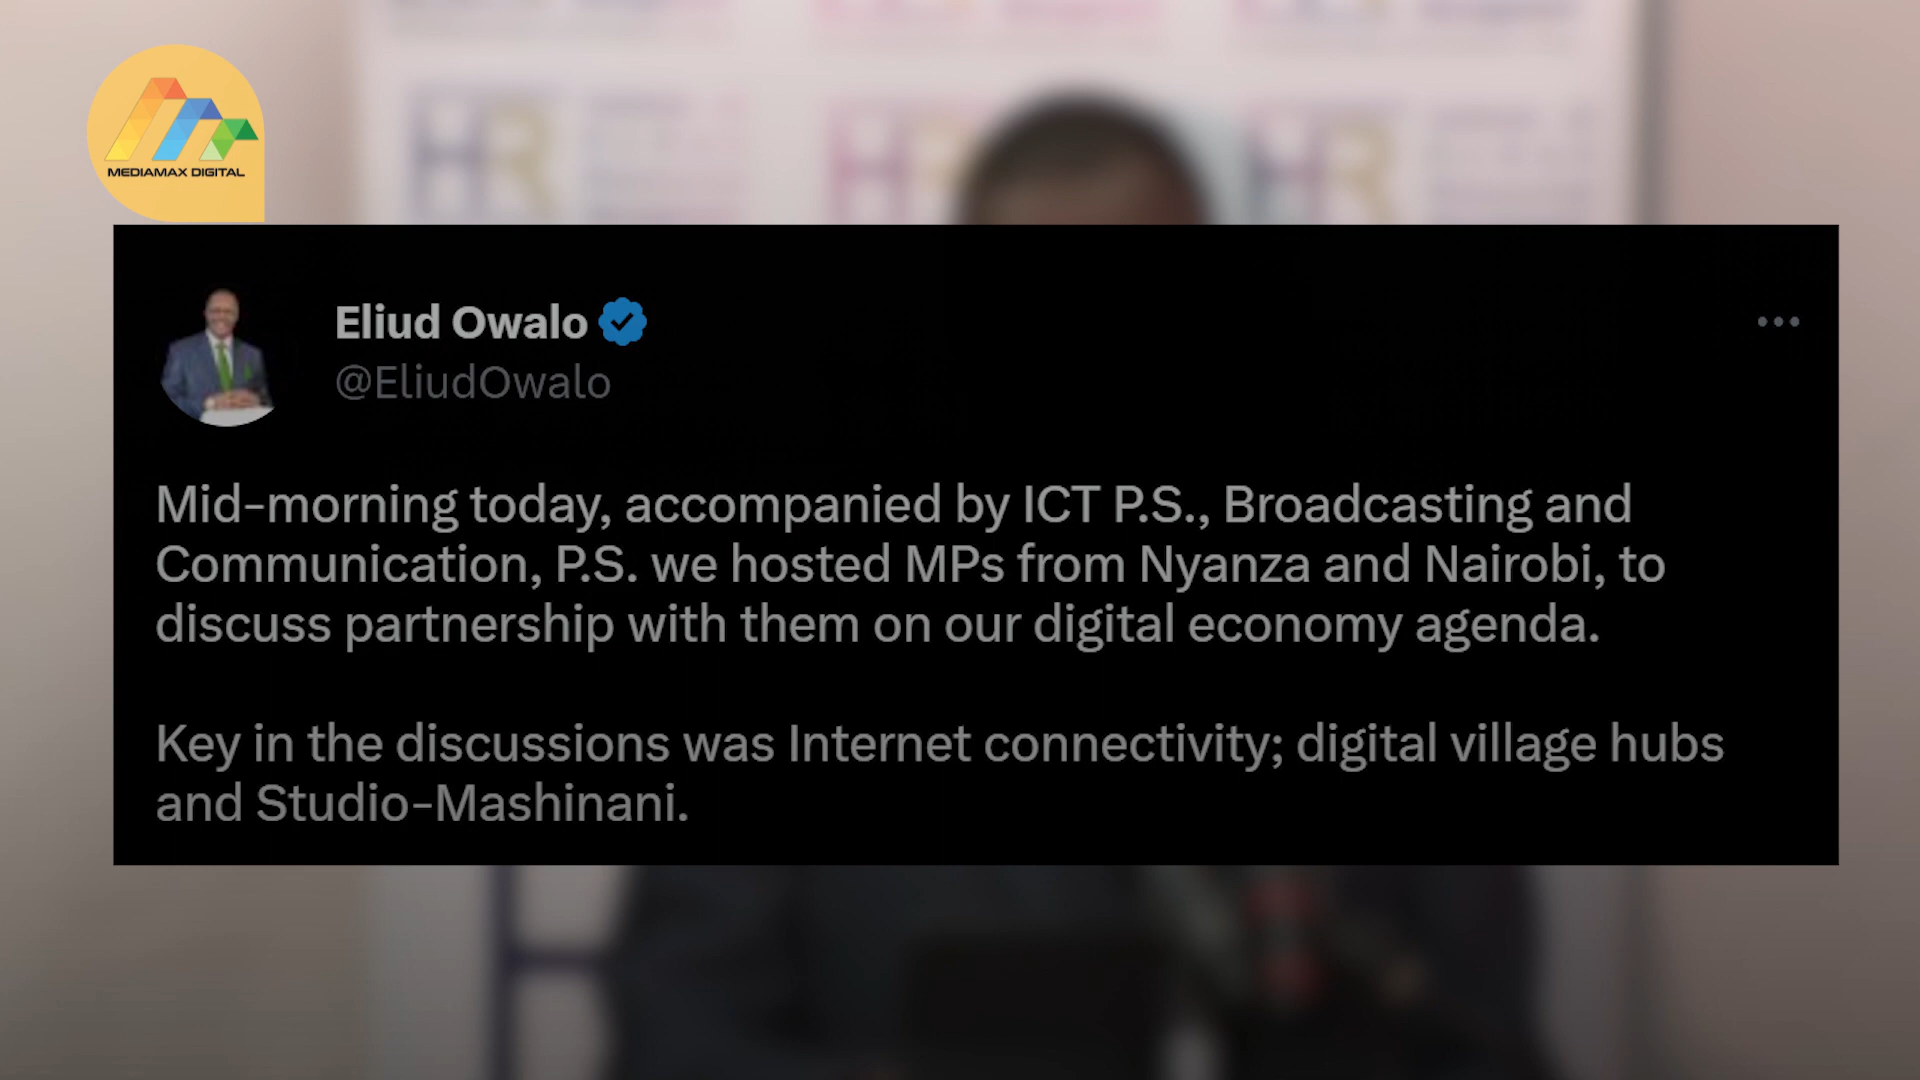 MEDIAMAX DIGITAL
Eliud Owalo
@EliudOwalo
Mid-morning today, accompanied by ICT P.S., Broadcasting and
Communication, P.S. we hosted MPs from Nyanza and Nairobi, to
discuss partnership with them on our digital economy agenda.
Key in the discussions was Internet connectivity; digital village hubs
and Studio-Mashinani.